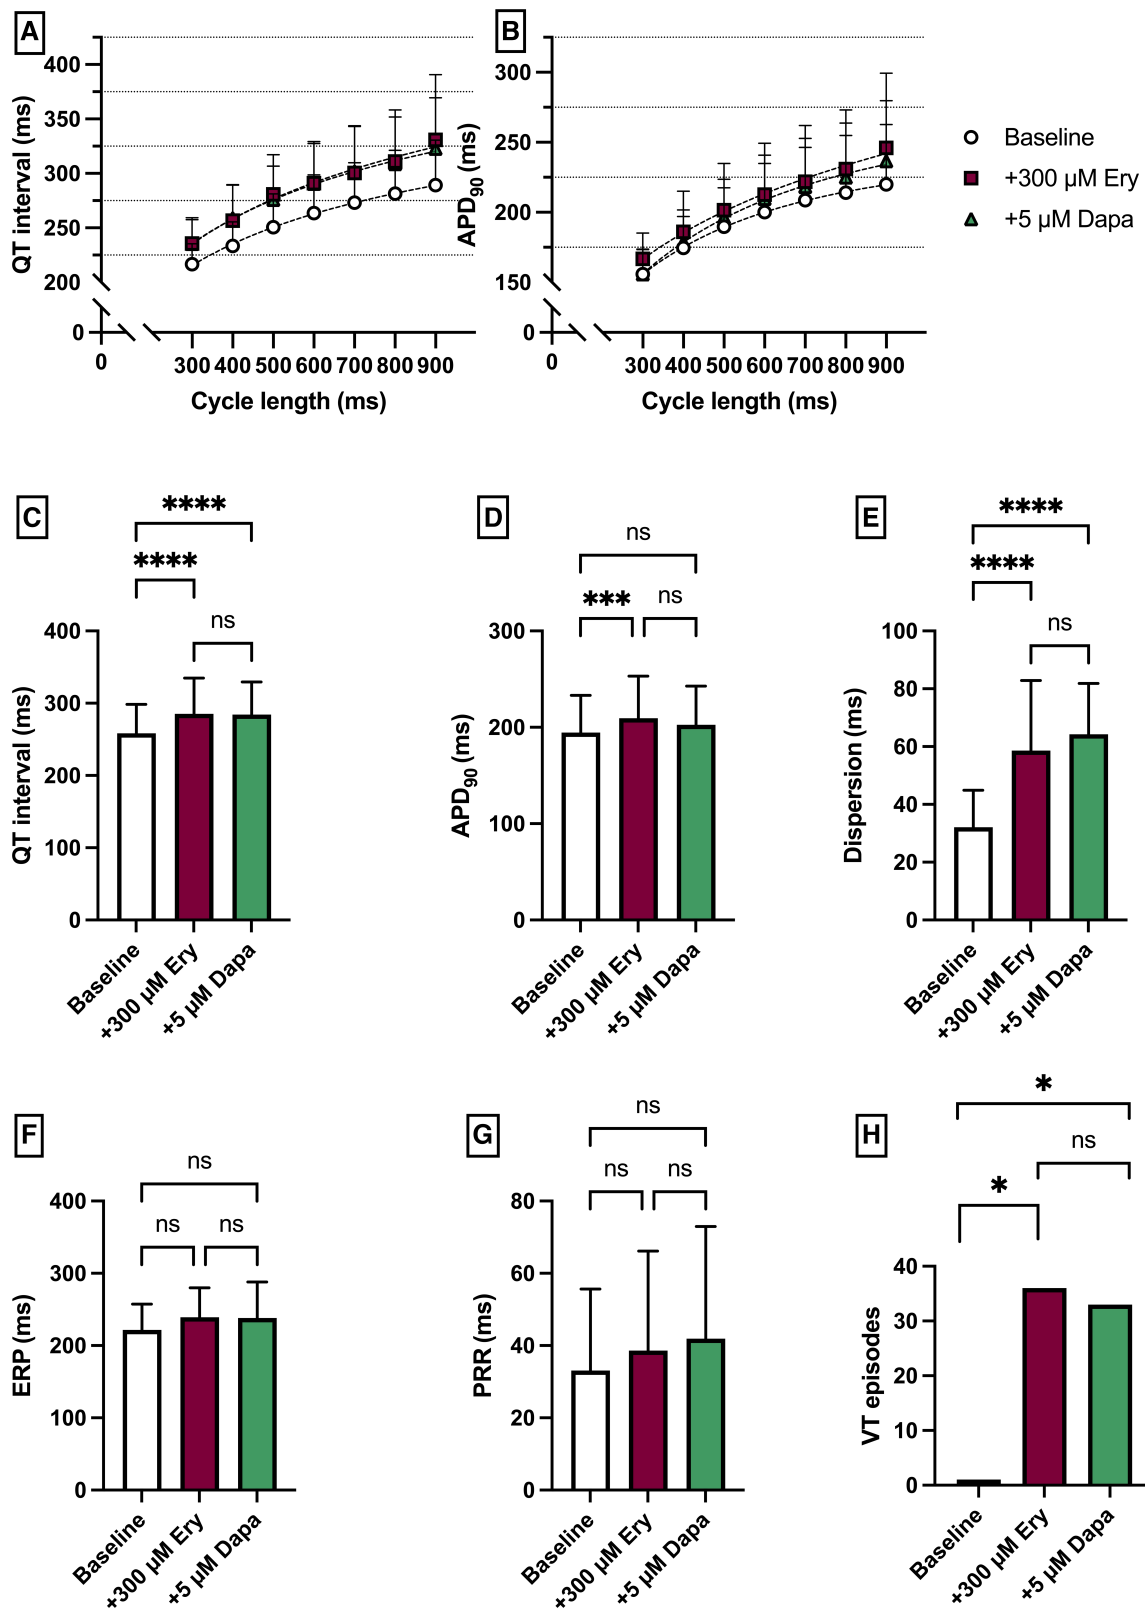 A
QT interval (ms)
400
350
300
250
200
0
0 300 400 500 600 700 800 900
Cycle length (ms)
B
APD90 (ms)
300
250
200
150
0
0 300 400 500 600 700 800 900
Cycle length (ms)
Baseline
+300 µM Ery
+5 µM Dapa
C
****
****
ns
QT interval (ms)
400
300
200
100
0
Baseline
+300 µM Ery
+5 µM Dapa
D
ns
*** ns
APD90 (ms)
300
200
100
0
Baseline
+300 µM Ery
+5 µM Dapa
E
****
****
ns
Dispersion (ms)
100
80
60
40
20
0
Baseline
+300 µM Ery
+5 µM Dapa
F
ns
ns ns
ERP (ms)
400
300
200
100
0
Baseline
+300 µM Ery
+5 µM Dapa
G
ns
ns ns
PRR (ms)
80
60
40
20
0
Baseline
+300 µM Ery
+5 µM Dapa
H
*
ns
*
VT episodes
40
30
20
10
0
Baseline
+300 µM Ery
+5 µM Dapa